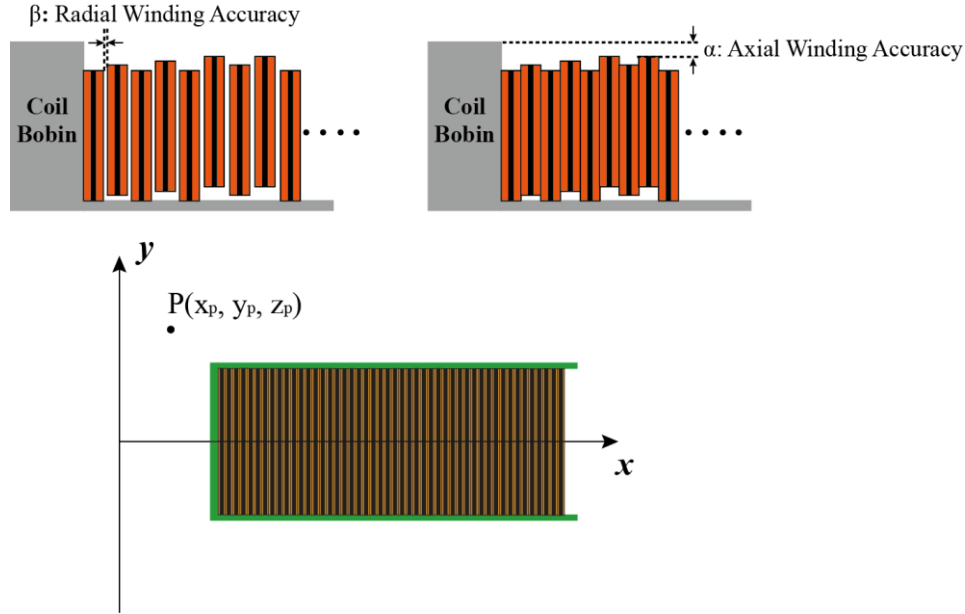 β: Radial Winding Accuracy
α: Axial Winding Accuracy
Coil
Bobin
Coil
Bobin
y
P(xp, yp, zp)
x